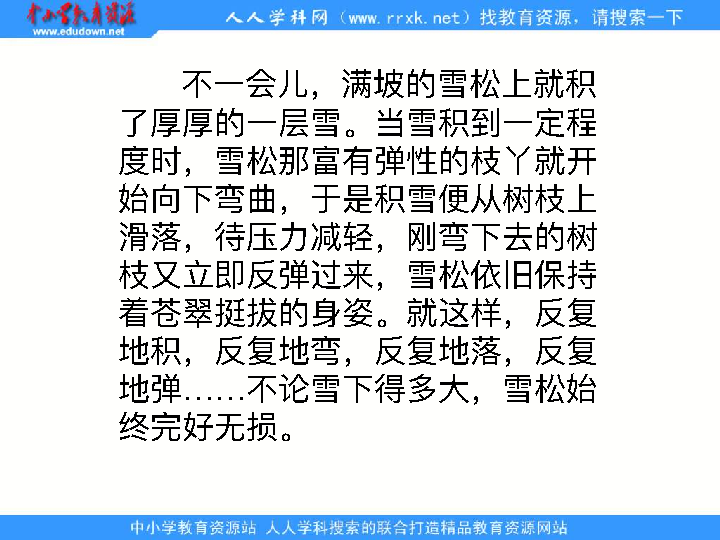 中小学教育资源
www.edudown.net
人人学科网（www.rrxk.net）找教育资源，请搜索一下
不一会儿，满坡的雪松上就积
了厚厚的一层雪。当雪积到一定程
度时，雪松那富有弹性的枝丫就开
始向下弯曲，于是积雪便从树枝上
滑落，待压力减轻，刚弯下去的树
枝又立即反弹过来，雪松依旧保持
着苍翠挺拔的身姿。就这样，反复
地积，反复地弯，反复地落，反复
地弹……不论雪下得多大，雪松始
终完好无损。
中小学教育资源站 人人学科搜索的联合打造精品教育资源网站